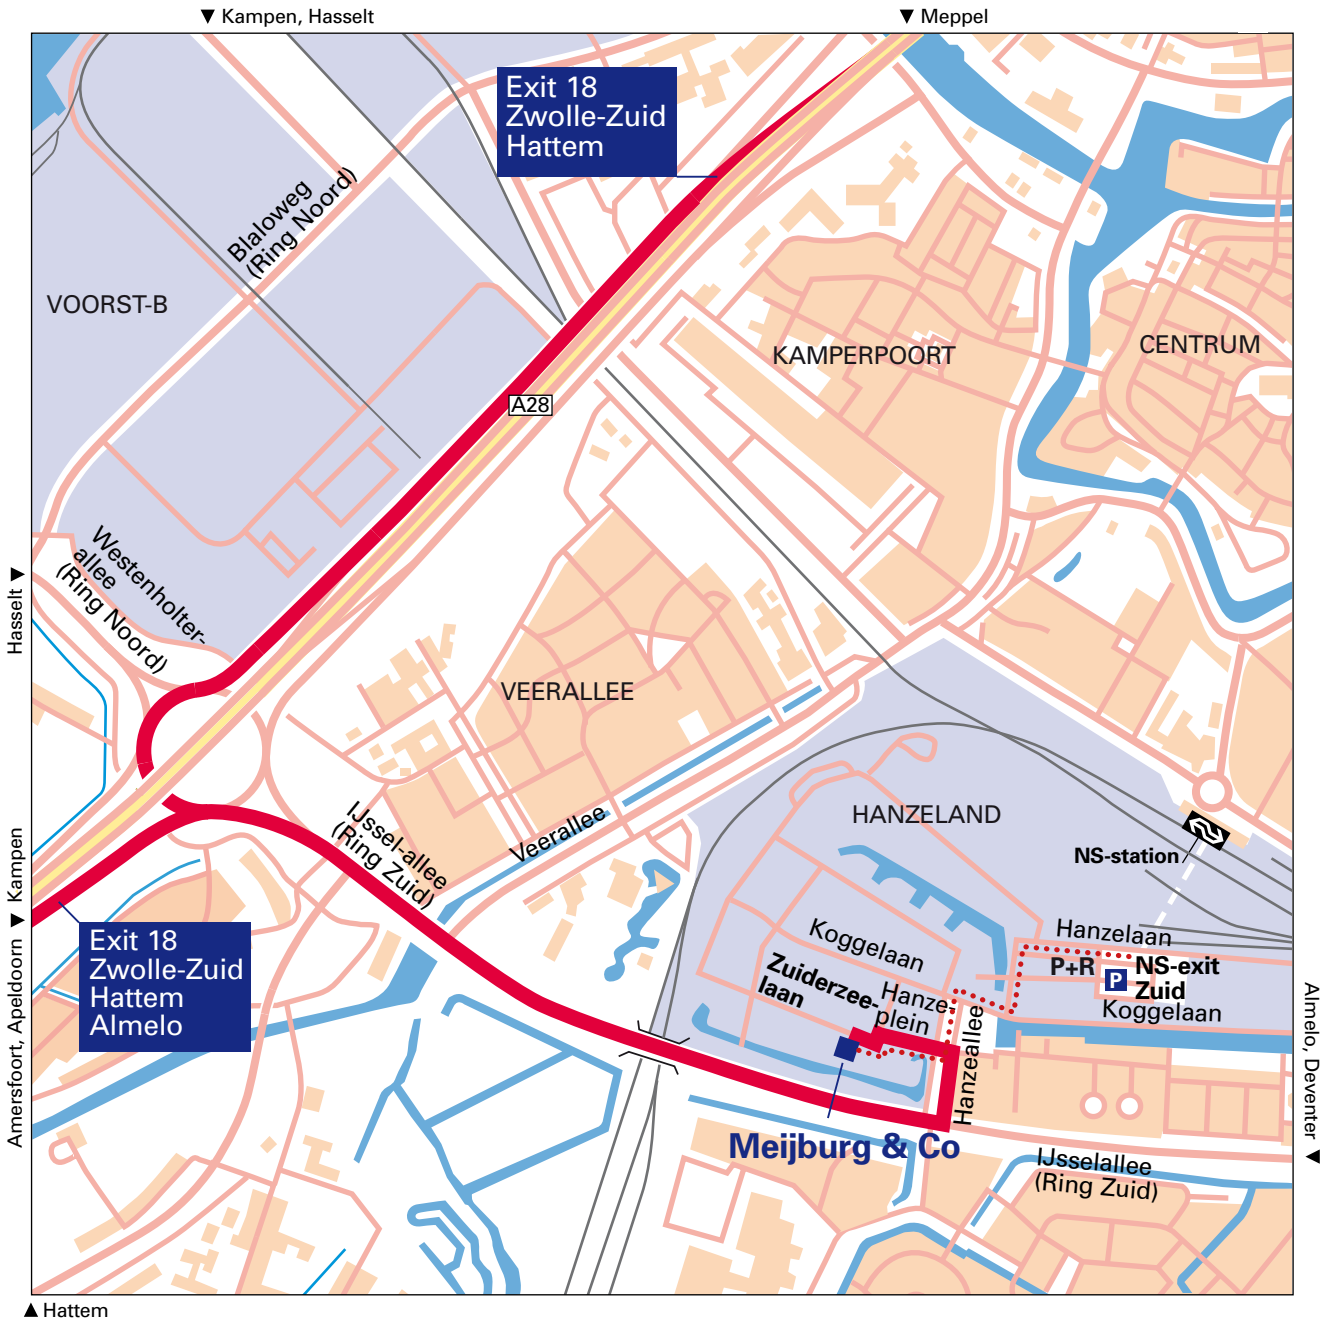 ▼ Kampen, Hasselt
▼ Meppel
Exit 18
Zwolle-Zuid
Hattem
Blaloweg
(Ring Noord)
VOORST-B
KAMPERPOORT
CENTRUM
A28
Westenholter-
allee
(Ring Noord)
Hasselt ▼
VEERALLEE
IJssel-allee
(Ring Zuid)
Veerallee
HANZELAND
NS-station
Amersfoort, Apeldoorn ▼ Kampen
Exit 18
Zwolle-Zuid
Hattem
Almelo
Koggelaan
Zuiderzee-
laan
Hanze-
plein
Hanzelaan
P+R
P
NS-exit
Zuid
Koggelaan
Hanzeallee
Almelo, Deventer ▼
Meijburg & Co
IJsselallee
(Ring Zuid)
▲ Hattem